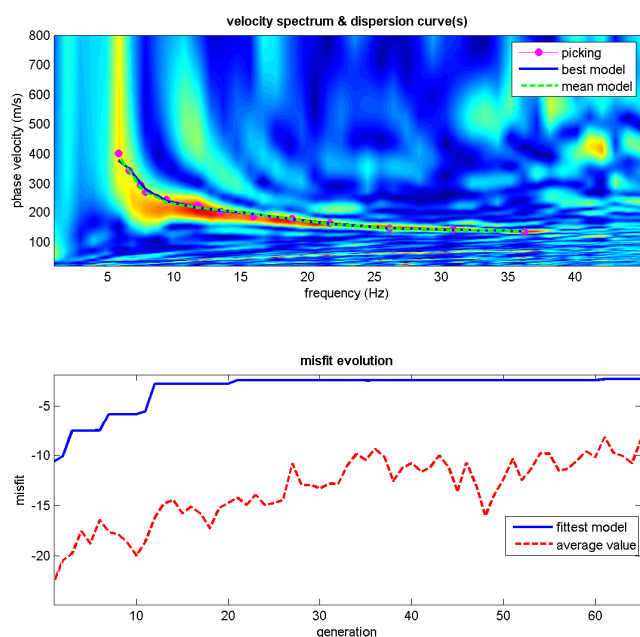 velocity spectrum & dispersion curve(s)
800
700
600
500
400
300
200
100
phase velocity (m/s)
picking
best model
mean model
5 10 15 20 25 30 35 40
frequency (Hz)
misfit evolution
-5
-10
-15
-20
misfit
fittest model
average value
10 20 30 40 50 60
generation